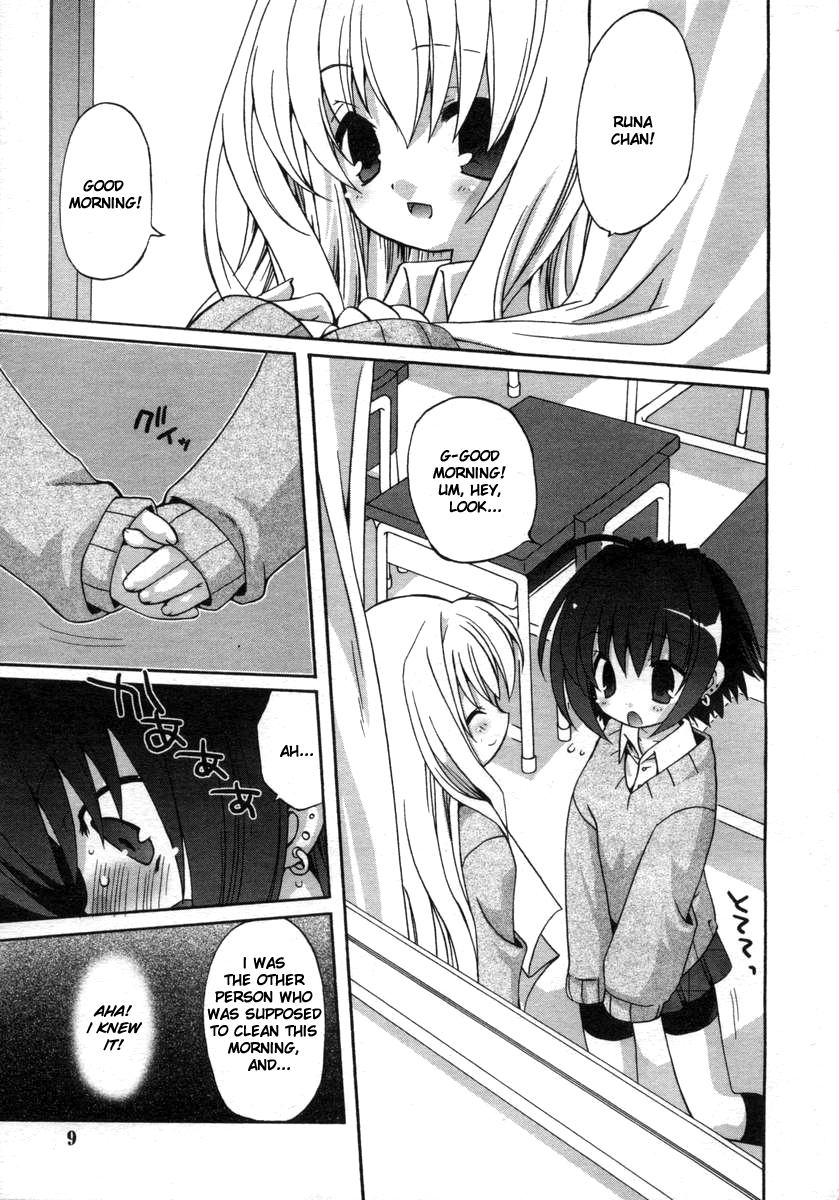 RUNA
CHAN!
GOOD
MORNING!
G-GOOD
MORNING!
UM, HEY,
LOOK...
グイッ
AH...
かあぁぁぁ
I WAS
THE OTHER
PERSON WHO
WAS SUPPOSED
TO CLEAN THIS
MORNING,
AND...
AHA!
I KNEW
IT!
9